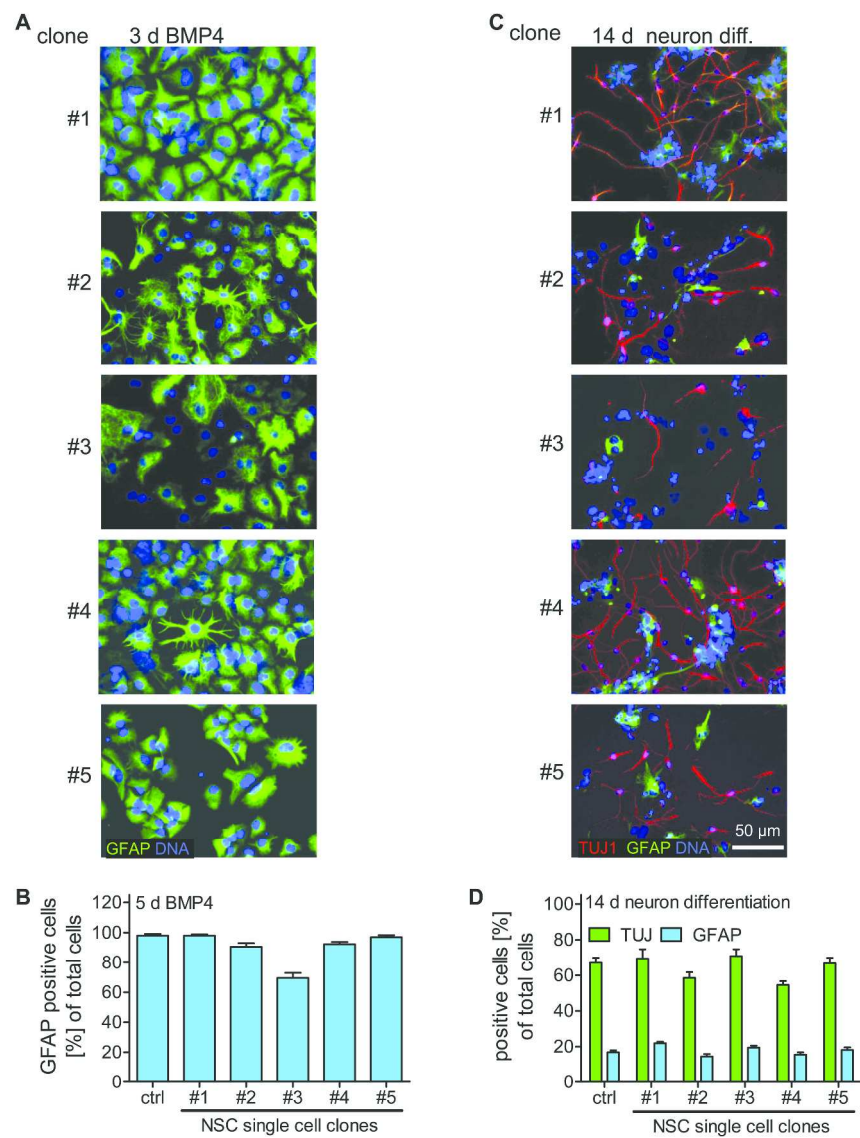 A
clone
3 d BMP4
#1
#2
#3
#4
#5
GFAP DNA
C
clone
14 d neuron diff.
#1
#2
#3
#4
#5
TUJ1 GFAP DNA
50 µm
B
5 d BMP4
GFAP positive cells
[%] of total cells
120
100
80
60
40
20
0
ctrl #1 #2 #3 #4 #5
NSC single cell clones
D
14 d neuron differentiation
TUJ GFAP
positive cells [%]
of total cells
100
80
60
40
20
0
ctrl #1 #2 #3 #4 #5
NSC single cell clones